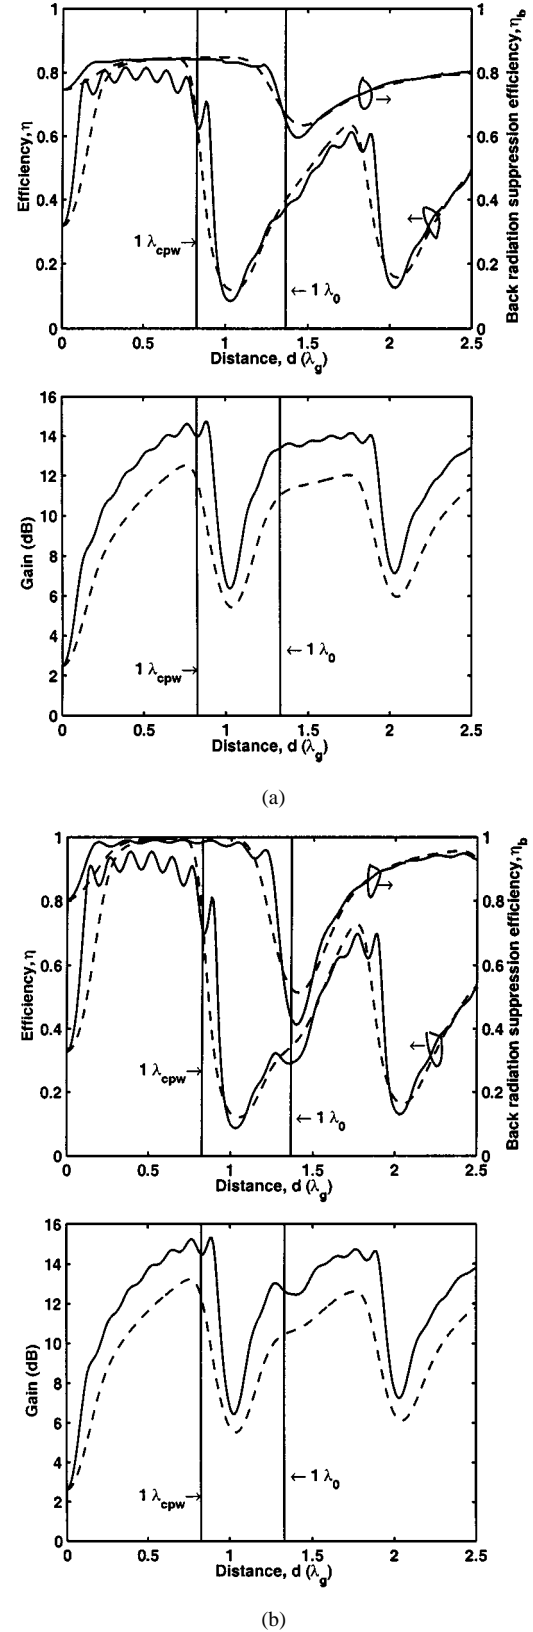 1 1
0.8 0.8
0.6 0.6
0.4 0.4
0.2 0.2
0 0
0 0.5 1 1.5 2 2.5
Efficiency, η
Back radiation suppression efficiency, η_b
1 λ_cpw→
←1 λ_0
←
→
Distance, d (λ_g)
16
14
12
10
8
6
4
2
0
0 0.5 1 1.5 2 2.5
Gain (dB)
1 λ_cpw→
←1 λ_0
Distance, d (λ_g)
(a)
1 1
0.8 0.8
0.6 0.6
0.4 0.4
0.2 0.2
0 0
0 0.5 1 1.5 2 2.5
Efficiency, η
Back radiation suppression efficiency, η_b
1 λ_cpw→
←1 λ_0
←
→
Distance, d (λ_g)
16
14
12
10
8
6
4
2
0
0 0.5 1 1.5 2 2.5
Gain (dB)
1 λ_cpw→
←1 λ_0
Distance, d (λ_g)
(b)